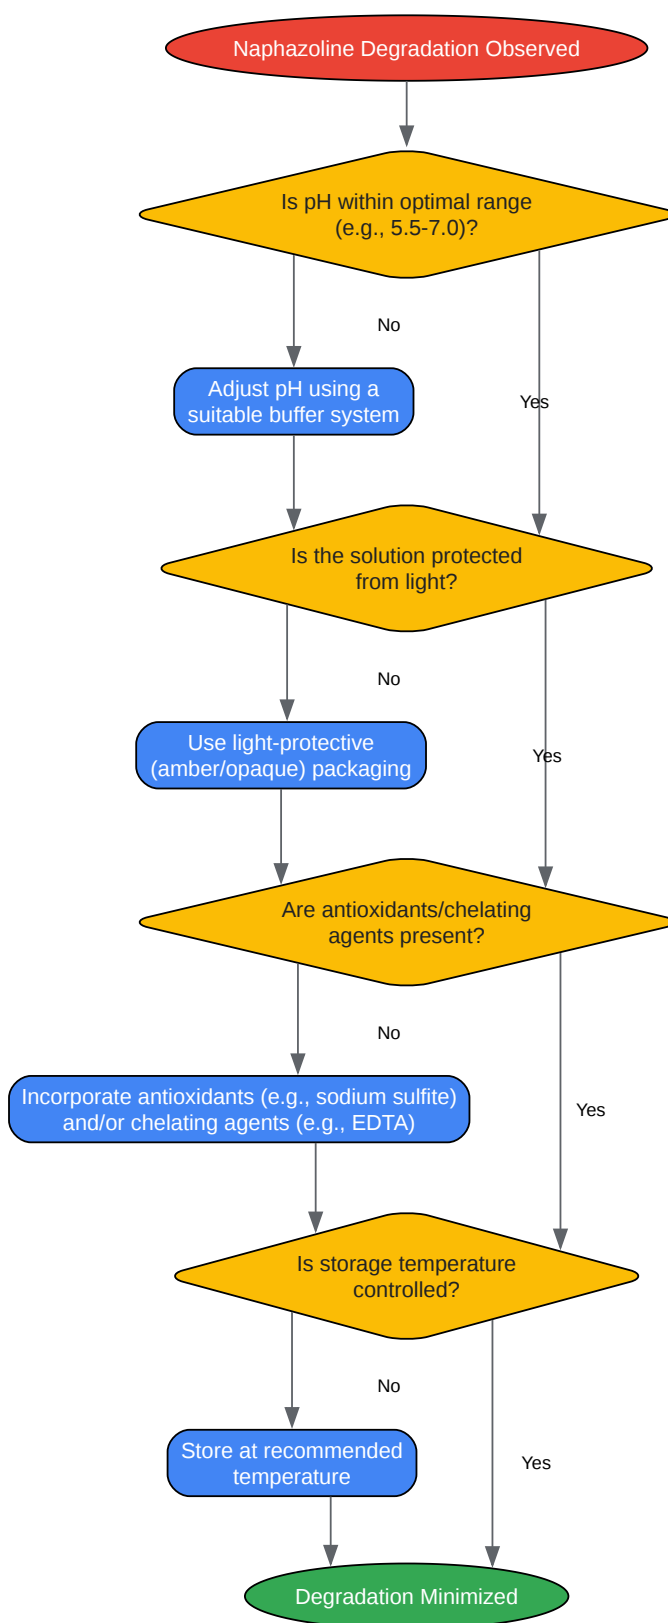 Naphazoline Degradation Observed
Is pH within optimal range
(e.g., 5.5-7.0)?
No
Adjust pH using a
suitable buffer system
Yes
Is the solution protected
from light?
No
Use light-protective
(amber/opaque) packaging
Yes
Are antioxidants/chelating
agents present?
No
Incorporate antioxidants (e.g., sodium sulfite)
and/or chelating agents (e.g., EDTA)
Yes
Is storage temperature
controlled?
No
Store at recommended
temperature
Yes
Degradation Minimized